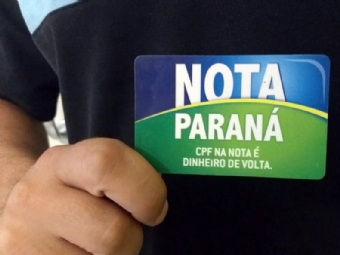 NOTA
PARANÁ
CPF NA NOTA É
DINHEIRO DE VOLTA.